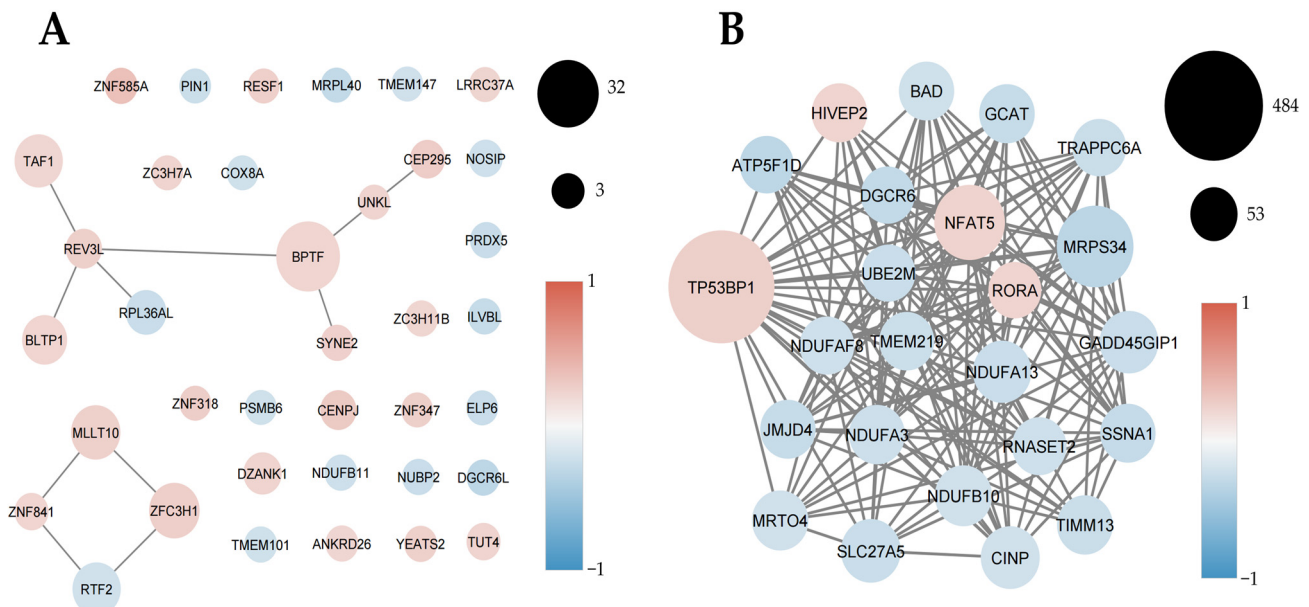 A
ZNF585A PIN1 RESF1 MRPL40 TMEM147 LRRC37A
32
TAF1 ZC3H7A COX8A CEP295 NOSIP
3
UNKL
REV3L BPTF PRDX5
RPL36AL
BLTP1 SYNE2 ZC3H11B ILVBL
1
-1
ZNF318 PSMB6 CENPJ ZNF347 ELP6
MLLT10
DZANK1 NDUFB11 NUBP2 DGCR6L
ZNF841 ZFC3H1
TMEM101 ANKRD26 YEATS2 TUT4
RTF2
B
BAD
HIVEP2 GCAT
484
TRAPPC6A
ATP5F1D
DGCR6
NFAT5
53
MRPS34
UBE2M
TP53BP1 RORA
NDUFAF8 TMEM219 GADD45GIP1
NDUFA13
JMJD4 NDUFA3 RNASET2 SSNA1
NDUFB10
MRTO4 TIMM13
SLC27A5 CINP
1
−1